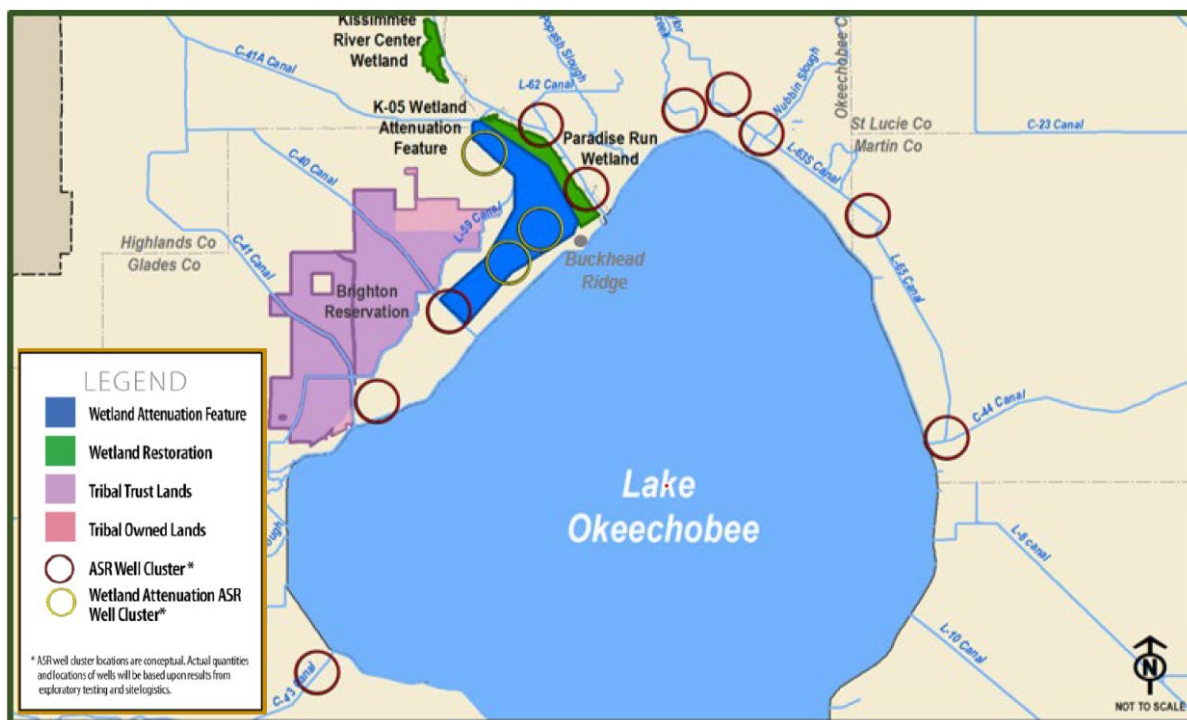 Kissimmee
River Center
Wetland
C-41A Canal
Popash Slough
Creek
L-62 Canal
Nubbin Slough
Okeechobee C
K-05 Wetland
Attenuation
Feature
Paradise Run
Wetland
St Lucie Co
Martin Co
C-23 Canal
L-63S Canal
C-40 Canal
L-59 Canal
C-41 Canal
Highlands Co
Glades Co
Buckhead
Ridge
L-65 Canal
Brighton
Reservation
C-44 Canal
Lake
Okeechobee
L-8 canal
L-10 Canal
C-43 Canal
LEGEND
Wetland Attenuation Feature
Wetland Restoration
Tribal Trust Lands
Tribal Owned Lands
ASR Well Cluster*
Wetland Attenuation ASR
Well Cluster*
* ASR well cluster locations are conceptual. Actual quantities
and locations of wells will be based upon results from
exploratory testing and site logistics.
N
NOT TO SCALE